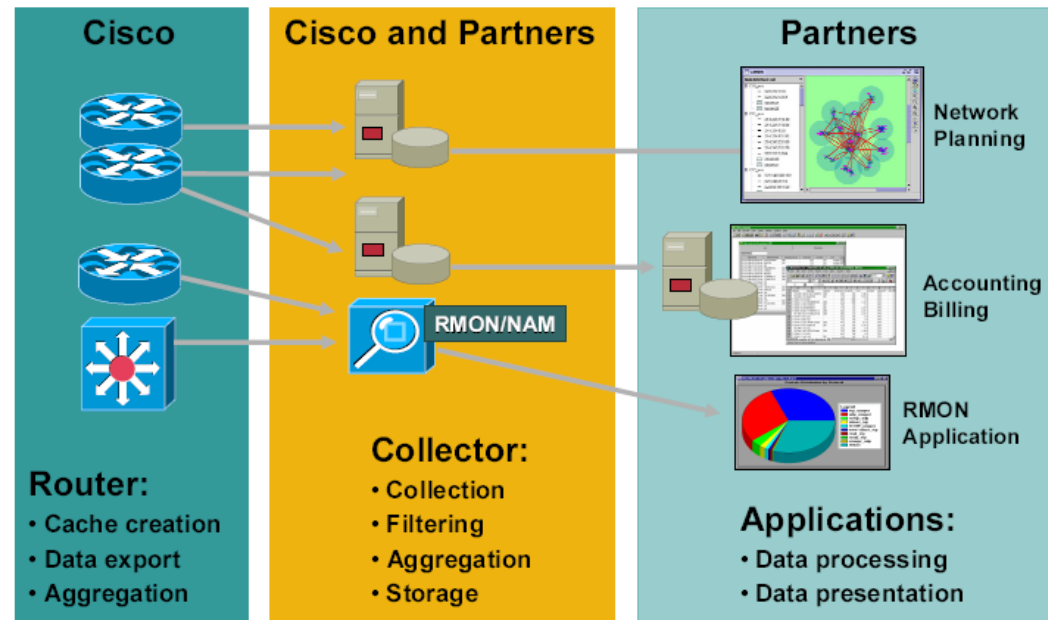 Cisco
Cisco and Partners
Partners
Network
Planning
Accounting
Billing
RMON/NAM
RMON
Application
Router:
• Cache creation
• Data export
• Aggregation
Collector:
• Collection
• Filtering
• Aggregation
• Storage
Applications:
• Data processing
• Data presentation